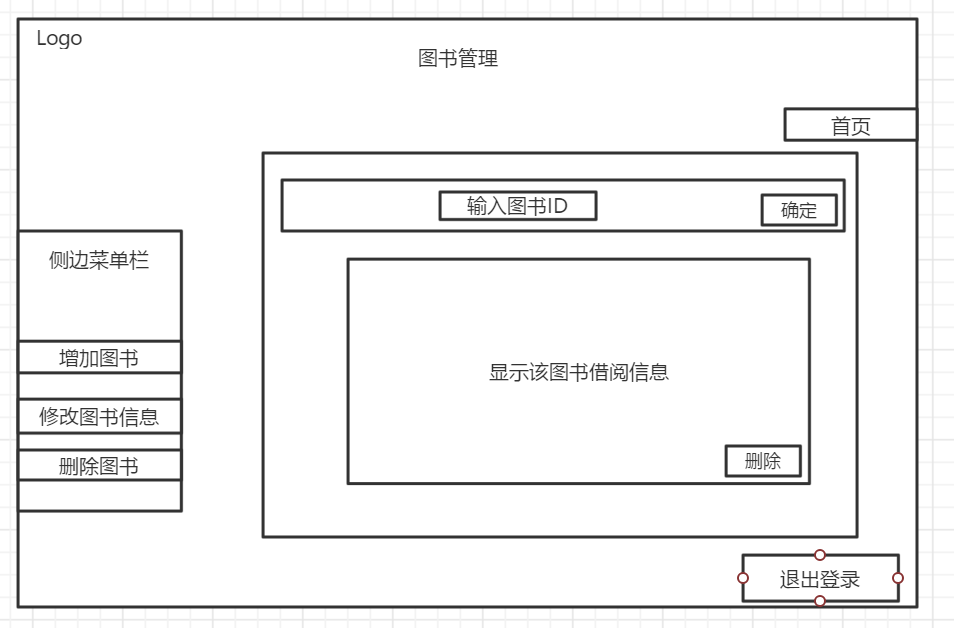 Logo
图书管理
首页
输入图书ID
确定
侧边菜单栏
增加图书
显示该图书借阅信息
修改图书信息
删除图书
删除
退出登录